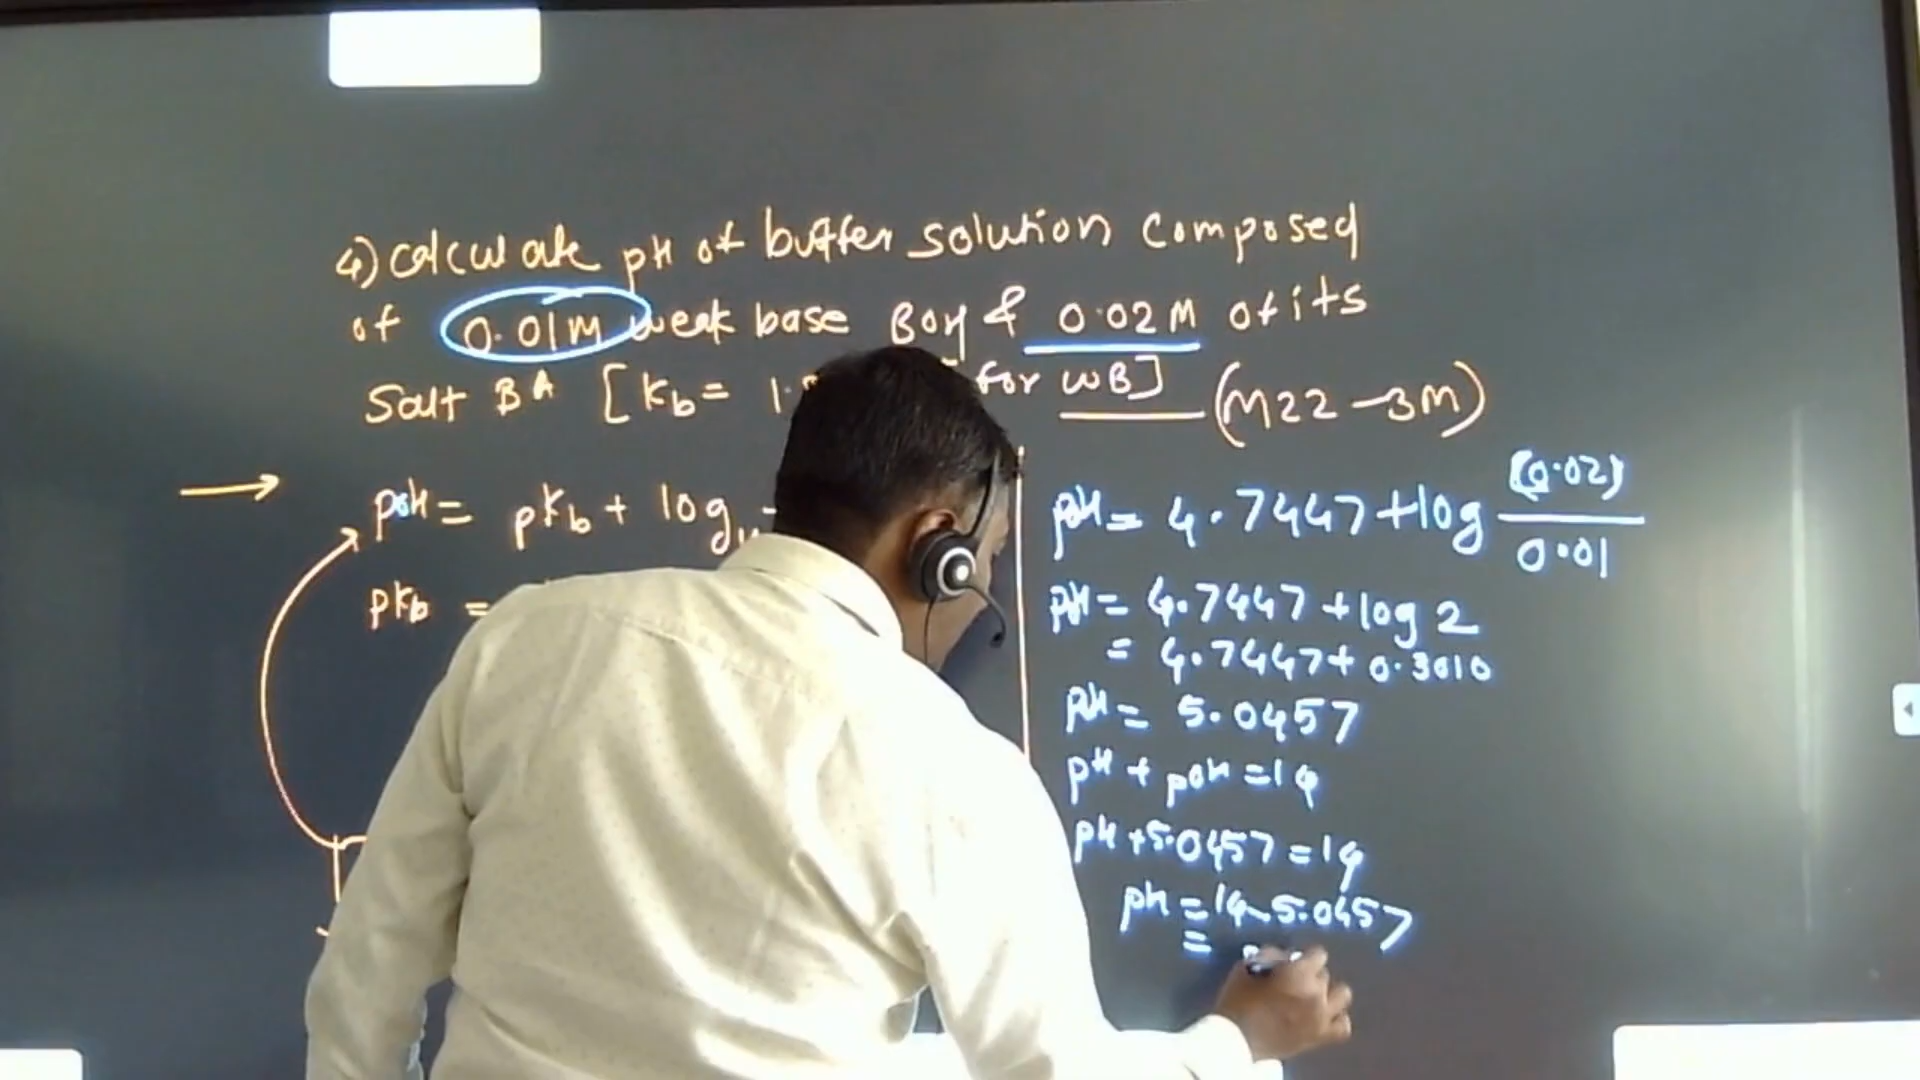 4) calculate pH of buffer solution composed
of 0.01M weak base BOH & 0.02M of its
Salt BA [Kb= 1. for WB] (M22-3M)
pOH = pKb + log
pKb =
pOH = 4.7447 + log (0.02) / 0.01
pOH = 4.7447 + log 2
= 4.7447 + 0.3010
pOH = 5.0457
pH + pOH = 14
pH + 5.0457 = 14
pH = 14 - 5.0457
=